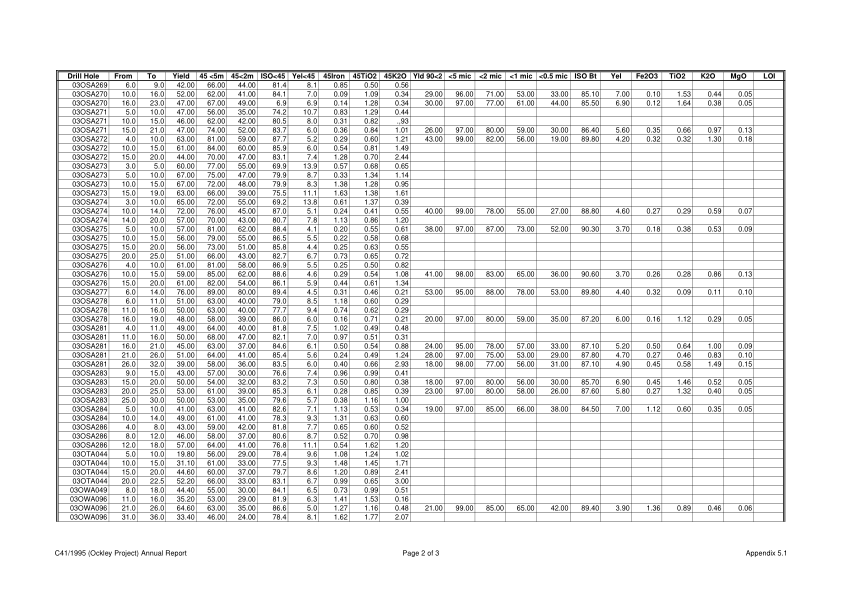 Drill Hole From To Yield 45 <5m 45<2m ISO<45 Yel<45 45Iron 45TiO2 45K2O Yld 90<2 <5 mic <2 mic <1 mic <0.5 mic ISO Bt Yel Fe2O3 TiO2 K2O MgO LOI
03OSA269 6.0 9.0 42.00 66.00 44.00 81.4 8.1 0.85 0.50 0.56
03OSA270 10.0 16.0 52.00 62.00 41.00 84.1 7.0 0.09 1.09 0.34 29.00 96.00 71.00 53.00 33.00 85.10 7.00 0.10 1.53 0.44 0.05
03OSA270 16.0 23.0 47.00 67.00 49.00 6.9 6.9 0.14 1.28 0.34 30.00 97.00 77.00 61.00 44.00 85.50 6.90 0.12 1.64 0.38 0.05
03OSA271 5.0 10.0 47.00 56.00 35.00 74.2 10.7 0.83 1.29 0.44
03OSA271 10.0 15.0 46.00 62.00 42.00 80.5 8.0 0.31 0.82 .,93
03OSA271 15.0 21.0 47.00 74.00 52.00 83.7 6.0 0.36 0.84 1.01 26.00 97.00 80.00 59.00 30.00 86.40 5.60 0.35 0.66 0.97 0.13
03OSA272 4.0 10.0 63.00 81.00 59.00 87.7 5.2 0.29 0.60 1.21 43.00 99.00 82.00 56.00 19.00 89.80 4.20 0.32 0.32 1.30 0.18
03OSA272 10.0 15.0 61.00 84.00 60.00 85.9 6.0 0.54 0.81 1.49
03OSA272 15.0 20.0 44.00 70.00 47.00 83.1 7.4 1.28 0.70 2.44
03OSA273 3.0 5.0 60.00 77.00 55.00 69.9 13.9 0.57 0.68 0.65
03OSA273 5.0 10.0 67.00 75.00 47.00 79.9 8.7 0.33 1.34 1.14
03OSA273 10.0 15.0 67.00 72.00 48.00 79.9 8.3 1.38 1.28 0.95
03OSA273 15.0 19.0 63.00 66.00 39.00 75.5 11.1 1.63 1.38 1.61
03OSA274 3.0 10.0 65.00 72.00 55.00 69.2 13.8 0.61 1.37 0.39
03OSA274 10.0 14.0 72.00 76.00 45.00 87.0 5.1 0.24 0.41 0.55 40.00 99.00 78.00 55.00 27.00 88.80 4.60 0.27 0.29 0.59 0.07
03OSA274 14.0 20.0 57.00 70.00 43.00 80.7 7.8 1.13 0.86 1.20
03OSA275 5.0 10.0 57.00 81.00 62.00 88.4 4.1 0.20 0.55 0.61 38.00 97.00 87.00 73.00 52.00 90.30 3.70 0.18 0.38 0.53 0.09
03OSA275 10.0 15.0 56.00 79.00 55.00 86.5 5.5 0.22 0.58 0.68
03OSA275 15.0 20.0 56.00 73.00 51.00 85.8 4.4 0.25 0.63 0.55
03OSA275 20.0 25.0 51.00 66.00 43.00 82.7 6.7 0.73 0.65 0.72
03OSA276 4.0 10.0 61.00 81.00 58.00 86.9 5.5 0.25 0.50 0.82
03OSA276 10.0 15.0 59.00 85.00 62.00 88.6 4.6 0.29 0.54 1.08 41.00 98.00 83.00 65.00 36.00 90.60 3.70 0.26 0.28 0.86 0.13
03OSA276 15.0 20.0 61.00 82.00 54.00 86.1 5.9 0.44 0.61 1.34
03OSA277 6.0 14.0 76.00 89.00 80.00 89.4 4.5 0.31 0.46 0.21 53.00 95.00 88.00 78.00 53.00 89.80 4.40 0.32 0.09 0.11 0.10
03OSA278 6.0 11.0 51.00 63.00 40.00 79.0 8.5 1.18 0.60 0.29
03OSA278 11.0 16.0 50.00 63.00 40.00 77.7 9.4 0.74 0.62 0.29
03OSA278 16.0 19.0 48.00 58.00 39.00 86.0 6.0 0.16 0.71 0.21 20.00 97.00 80.00 59.00 35.00 87.20 6.00 0.16 1.12 0.29 0.05
03OSA281 4.0 11.0 49.00 64.00 40.00 81.8 7.5 1.02 0.49 0.48
03OSA281 11.0 16.0 50.00 68.00 47.00 82.1 7.0 0.97 0.51 0.31
03OSA281 16.0 21.0 45.00 63.00 37.00 84.6 6.1 0.50 0.54 0.88 24.00 95.00 78.00 57.00 33.00 87.10 5.20 0.50 0.64 1.00 0.09
03OSA281 21.0 26.0 51.00 64.00 41.00 85.4 5.6 0.24 0.49 1.24 28.00 97.00 75.00 53.00 29.00 87.80 4.70 0.27 0.46 0.83 0.10
03OSA281 26.0 32.0 39.00 58.00 36.00 83.5 6.0 0.40 0.66 2.93 18.00 98.00 77.00 56.00 31.00 87.10 4.90 0.45 0.58 1.49 0.15
03OSA283 9.0 15.0 43.00 57.00 30.00 76.6 7.4 0.96 0.99 0.41
03OSA283 15.0 20.0 50.00 54.00 32.00 83.2 7.3 0.50 0.80 0.38 18.00 97.00 80.00 56.00 30.00 85.70 6.90 0.45 1.46 0.52 0.05
03OSA283 20.0 25.0 53.00 61.00 39.00 85.3 6.1 0.28 0.85 0.39 23.00 97.00 80.00 58.00 26.00 87.60 5.80 0.27 1.32 0.40 0.05
03OSA283 25.0 30.0 50.00 53.00 35.00 79.6 5.7 0.38 1.16 1.00
03OSA284 5.0 10.0 41.00 63.00 41.00 82.6 7.1 1.13 0.53 0.34 19.00 97.00 85.00 66.00 38.00 84.50 7.00 1.12 0.60 0.35 0.05
03OSA284 10.0 14.0 49.00 61.00 41.00 78.3 9.3 1.31 0.63 0.60
03OSA286 4.0 8.0 43.00 59.00 42.00 81.8 7.7 0.65 0.60 0.52
03OSA286 8.0 12.0 46.00 58.00 37.00 80.6 8.7 0.52 0.70 0.98
03OSA286 12.0 18.0 57.00 64.00 41.00 76.8 11.1 0.54 1.62 1.20
03OTA044 5.0 10.0 19.80 56.00 29.00 78.4 9.6 1.08 1.24 1.02
03OTA044 10.0 15.0 31.10 61.00 33.00 77.5 9.3 1.48 1.45 1.71
03OTA044 15.0 20.0 44.60 60.00 37.00 79.7 8.6 1.20 0.89 2.41
03OTA044 20.0 22.5 52.20 66.00 33.00 83.1 6.7 0.99 0.65 3.00
03OWA049 8.0 18.0 44.40 55.00 30.00 84.1 6.5 0.73 0.99 0.51
03OWA096 11.0 16.0 35.20 53.00 29.00 81.9 6.3 1.41 1.53 0.16
03OWA096 21.0 26.0 64.60 63.00 35.00 86.6 5.0 1.27 1.16 0.48 21.00 99.00 85.00 65.00 42.00 89.40 3.90 1.36 0.89 0.46 0.06
03OWA096 31.0 36.0 33.40 46.00 24.00 78.4 8.1 1.62 1.77 2.07
C41/1995 (Ockley Project) Annual Report Page 2 of 3 Appendix 5.1